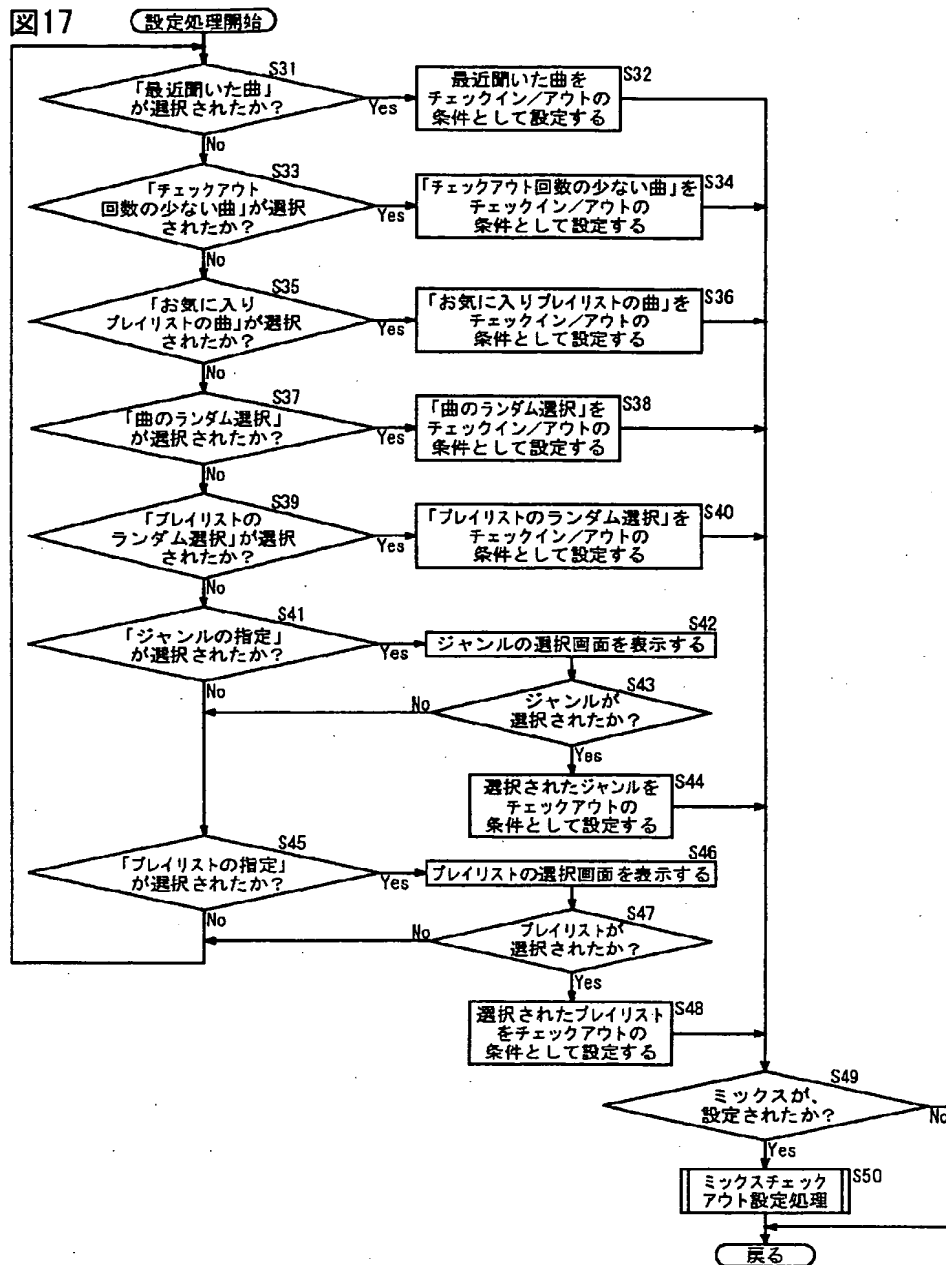 図17
設定処理開始
S31
「最近聞いた曲」
が選択されたか？
Yes
No
S32
最近聞いた曲を
チェックイン／アウトの
条件として設定する
S33
「チェックアウト
回数の少ない曲」が選択
されたか？
Yes
No
S34
「チェックアウト回数の少ない曲」を
チェックイン／アウトの
条件として設定する
S35
「お気に入り
プレイリストの曲」が選択
されたか？
Yes
No
S36
「お気に入りプレイリストの曲」を
チェックイン／アウトの
条件として設定する
S37
「曲のランダム選択」
が選択されたか？
Yes
No
S38
「曲のランダム選択」を
チェックイン／アウトの
条件として設定する
S39
「プレイリストの
ランダム選択」が選択
されたか？
Yes
No
S40
「プレイリストのランダム選択」を
チェックイン／アウトの
条件として設定する
S41
「ジャンルの指定」
が選択されたか？
Yes
No
S42
ジャンルの選択画面を表示する
S43
ジャンルが
選択されたか？
No
Yes
S44
選択されたジャンルを
チェックアウトの
条件として設定する
S45
「プレイリストの指定」
が選択されたか？
Yes
No
S46
プレイリストの選択画面を表示する
S47
プレイリストが
選択されたか？
No
Yes
S48
選択されたプレイリスト
をチェックアウトの
条件として設定する
S49
ミックスが、
設定されたか？
No
Yes
S50
ミックスチェック
アウト設定処理
戻る